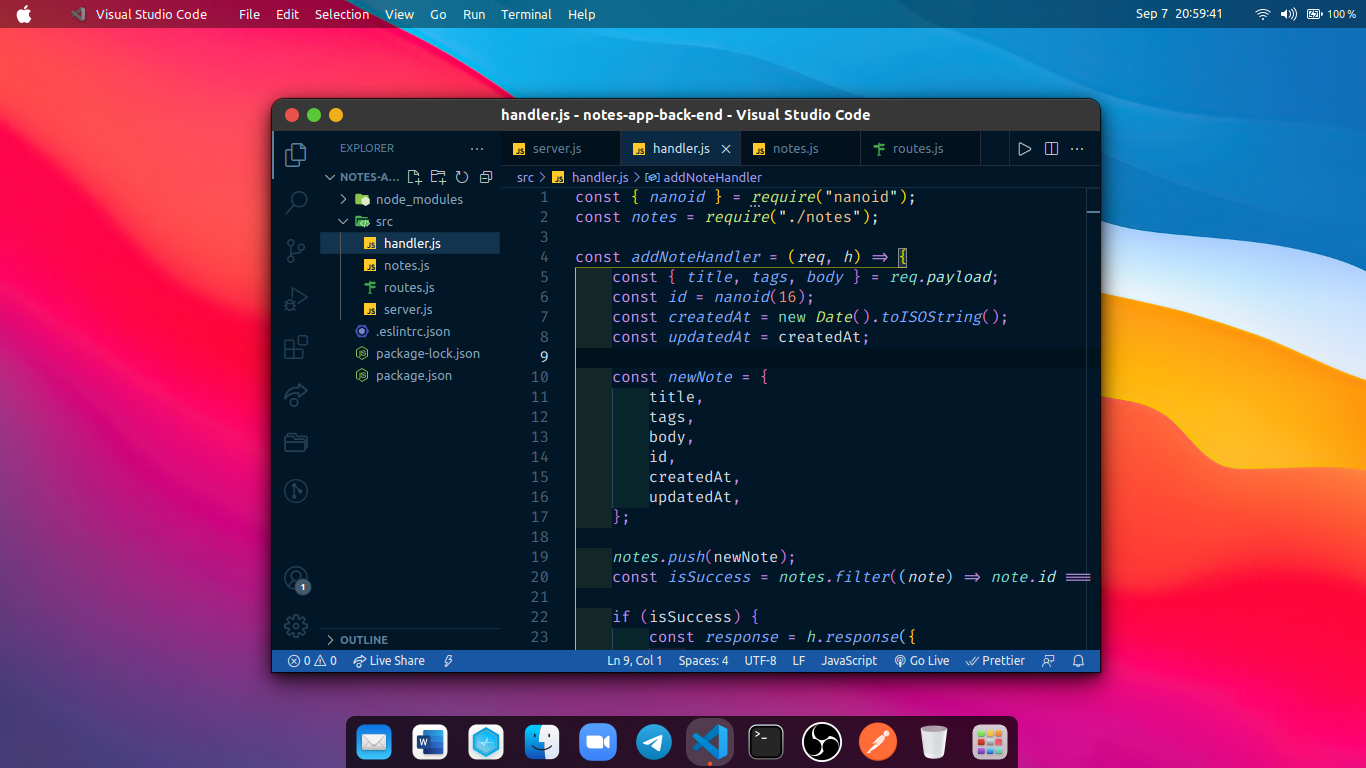 Visual Studio Code File Edit Selection View Go Run Terminal Help Sep 7 20:59:41 100 %
handler.js - notes-app-back-end - Visual Studio Code
EXPLORER ···
server.js handler.js notes.js routes.js ···
NOTES-A...
src > handler.js > addNoteHandler
node_modules
src
handler.js
notes.js
routes.js
server.js
.eslintrc.json
package-lock.json
package.json
1 const { nanoid } = require("nanoid");
2 const notes = require("./notes");
3
4 const addNoteHandler = (req, h) => {
5 const { title, tags, body } = req.payload;
6 const id = nanoid(16);
7 const createdAt = new Date().toISOString();
8 const updatedAt = createdAt;
9
10 const newNote = {
11 title,
12 tags,
13 body,
14 id,
15 createdAt,
16 updatedAt,
17 };
18
19 notes.push(newNote);
20 const isSuccess = notes.filter((note) => note.id ===
21
22 if (isSuccess) {
23 const response = h.response({
1
OUTLINE
0 0 Live Share Ln 9, Col 1 Spaces: 4 UTF-8 LF JavaScript Go Live Prettier